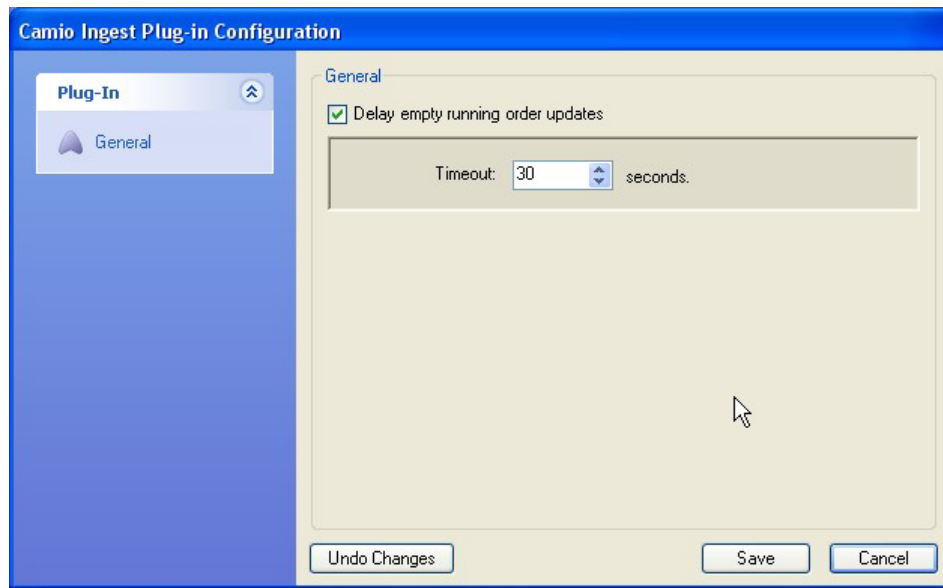 Camio Ingest Plug-in Configuration
Plug-In
General
General
Delay empty running order updates
Timeout: 30 seconds.
Undo Changes
Save
Cancel